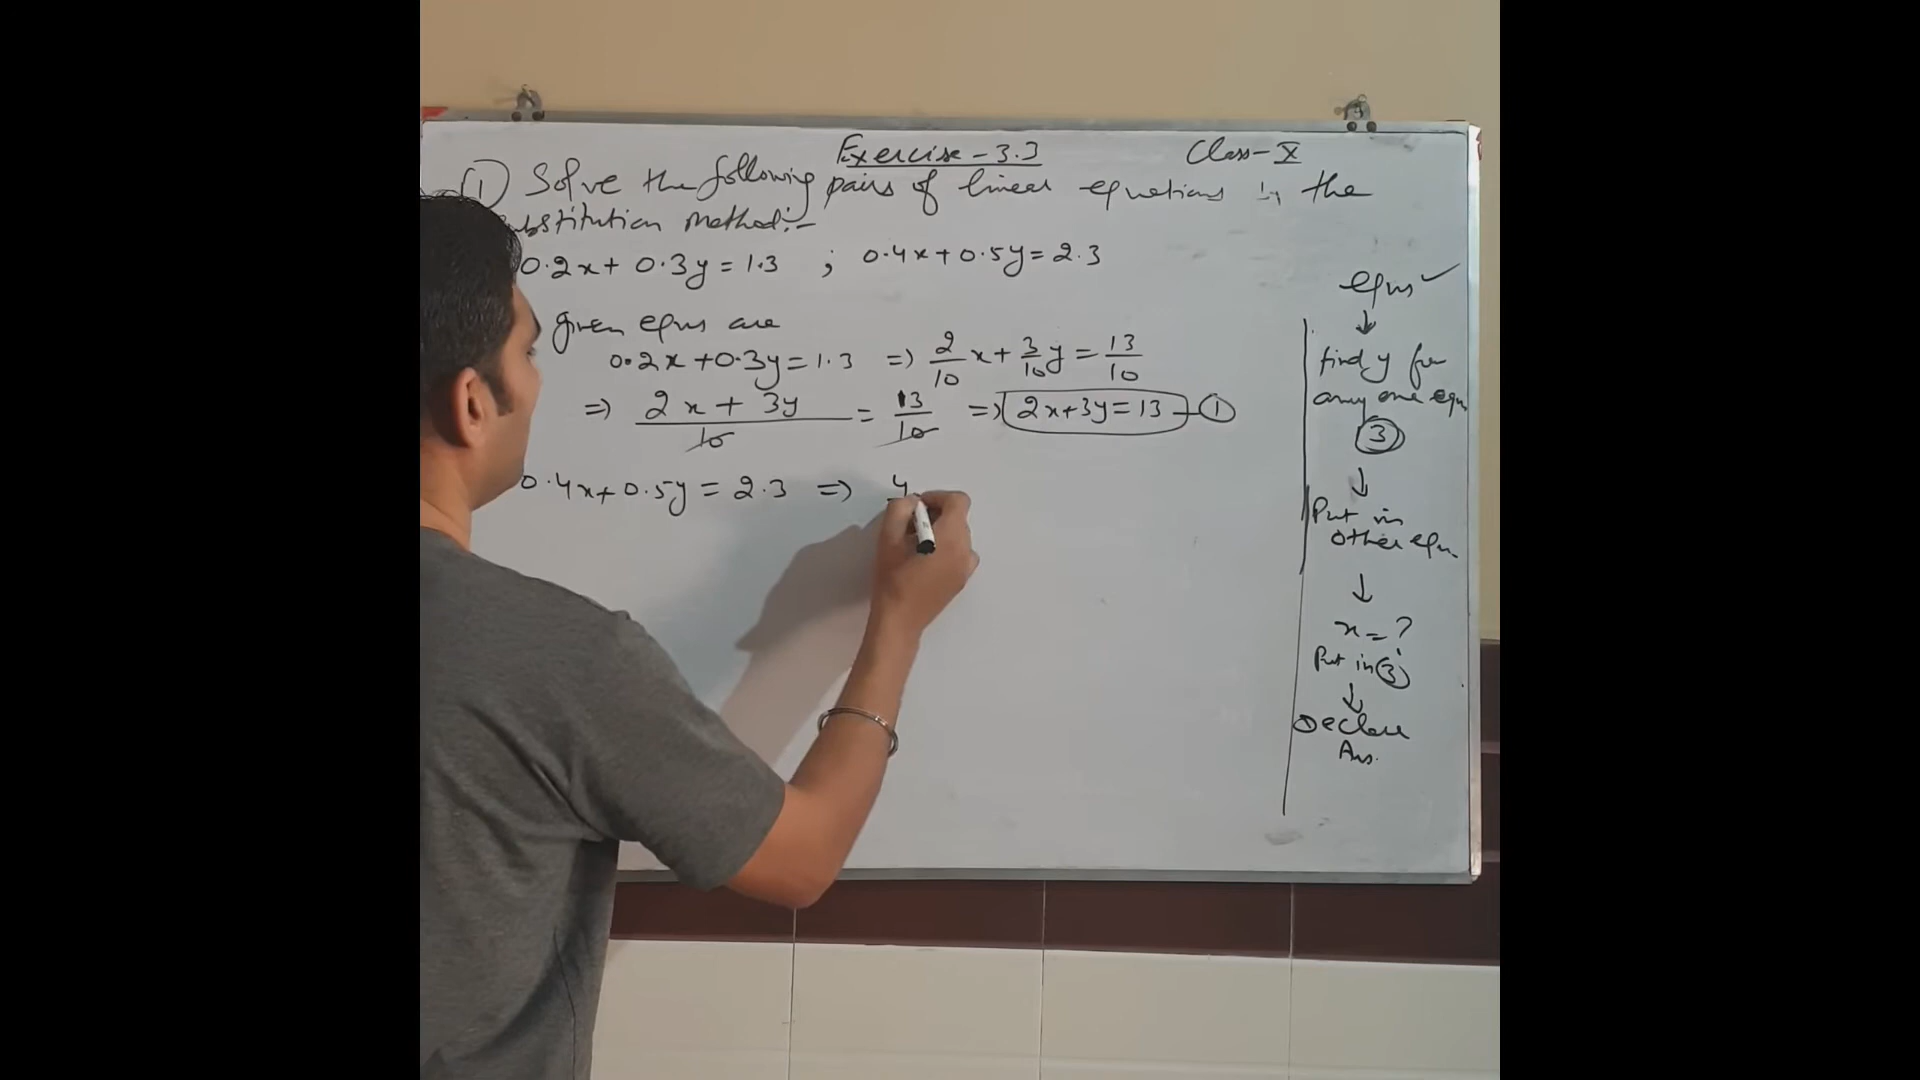 Exercise-3.3 Class-X
(1) Solve the following pairs of linear equations by the
substitution method:-
0.2x+ 0.3y = 1.3 ; 0.4x+0.5y=2.3
given eqns are
0.2x+0.3y=1.3 => 2/10 x+ 3/10 y = 13/10
=> 2x + 3y/10 = 13/10 => 2x+3y=13 - (1)
0.4x+0.5y = 2.3 => 4
eqns ✓
↓
find y from
any one eqn
(3)
↓
Put in
other eqn.
↓
x = ?
Put in (3)
↓
Declare
Ans.